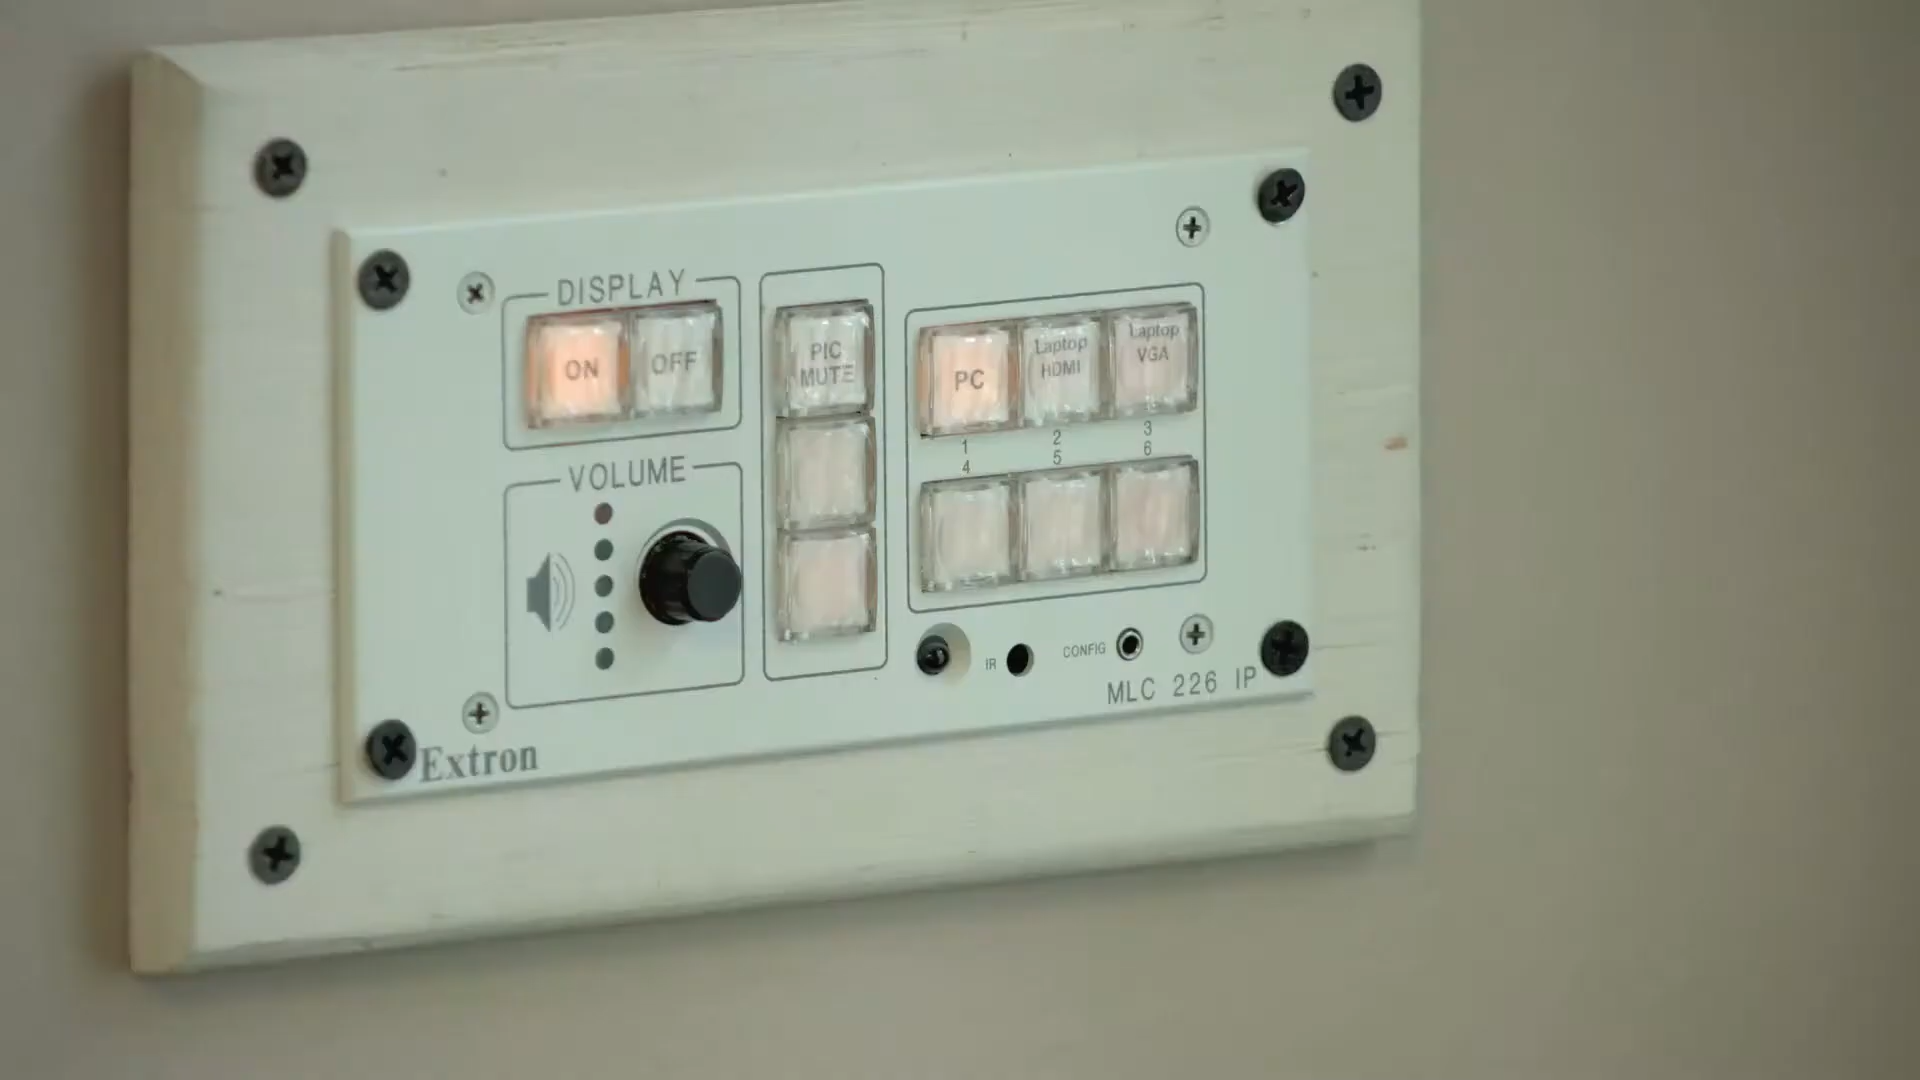 DISPLAY
ON
OFF
PIC
MUTE
PC
Laptop
HDMI
Laptop
VGA
1
2
3
4
5
6
VOLUME
IR
CONFIG
MLC 226 IP
Extron